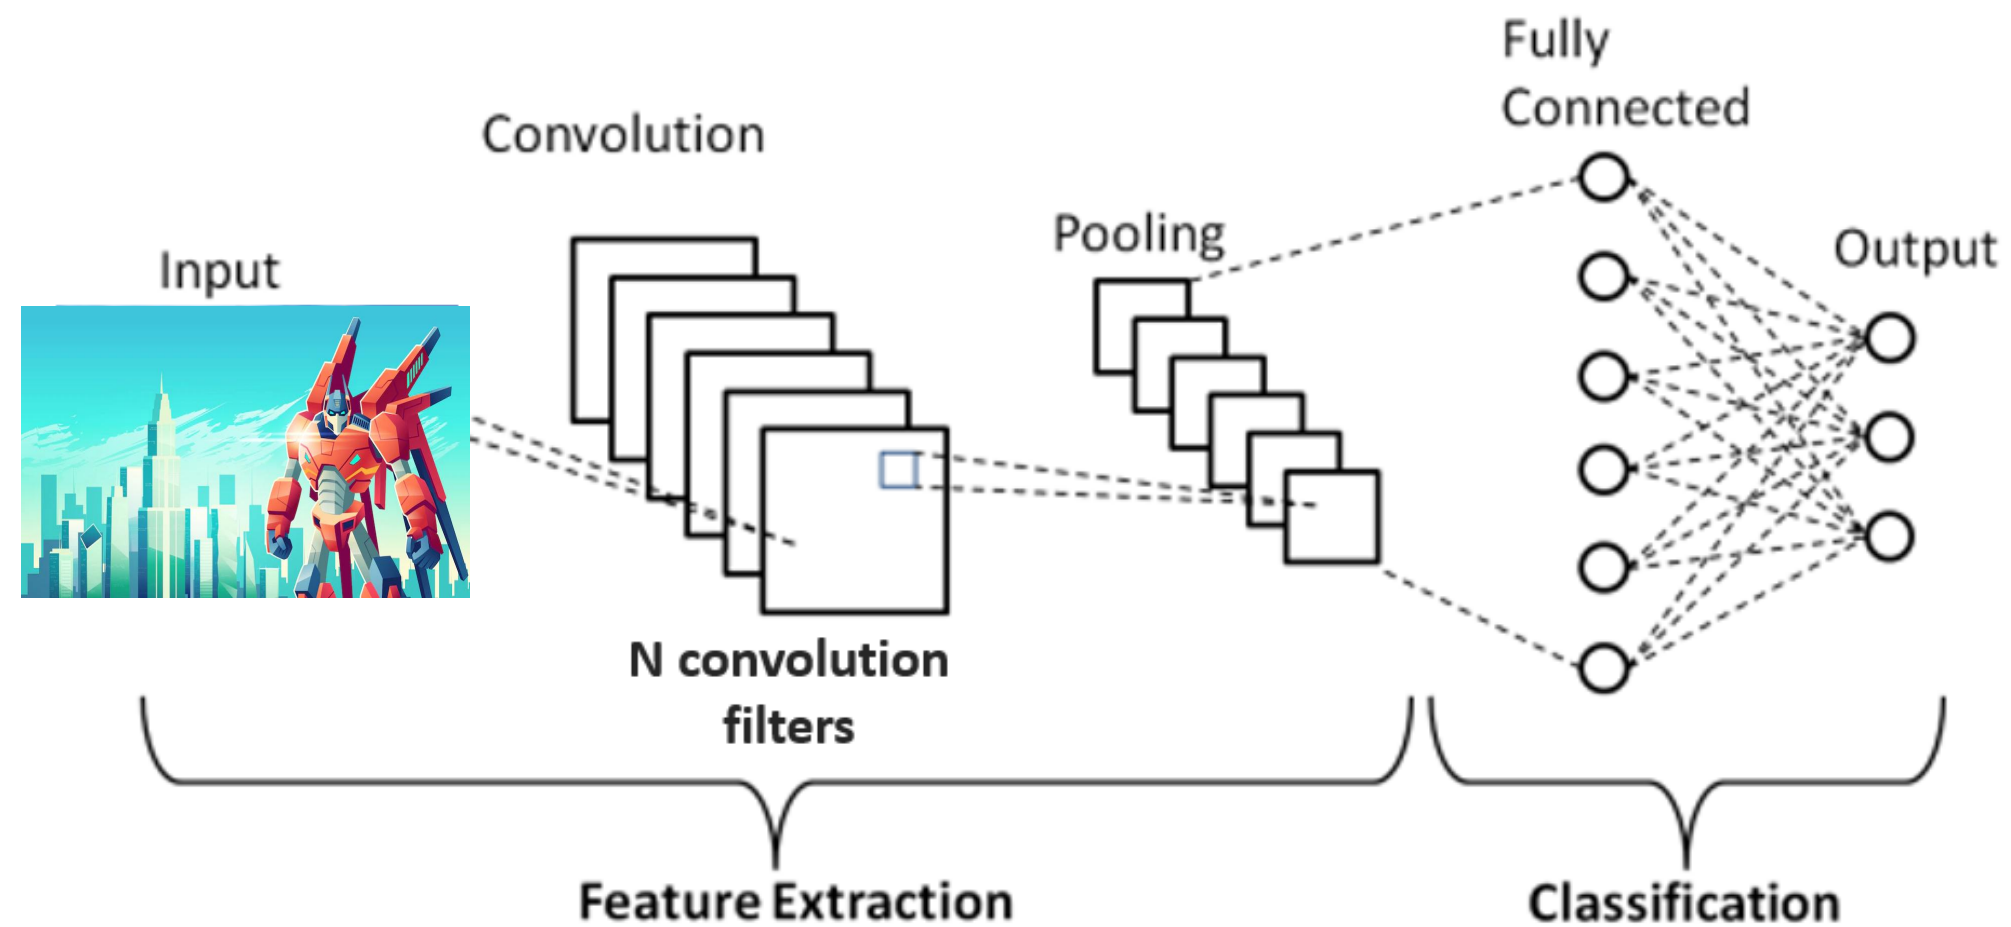 Fully
Connected
Convolution
Pooling
Output
Input
N convolution
filters
Feature Extraction
Classification